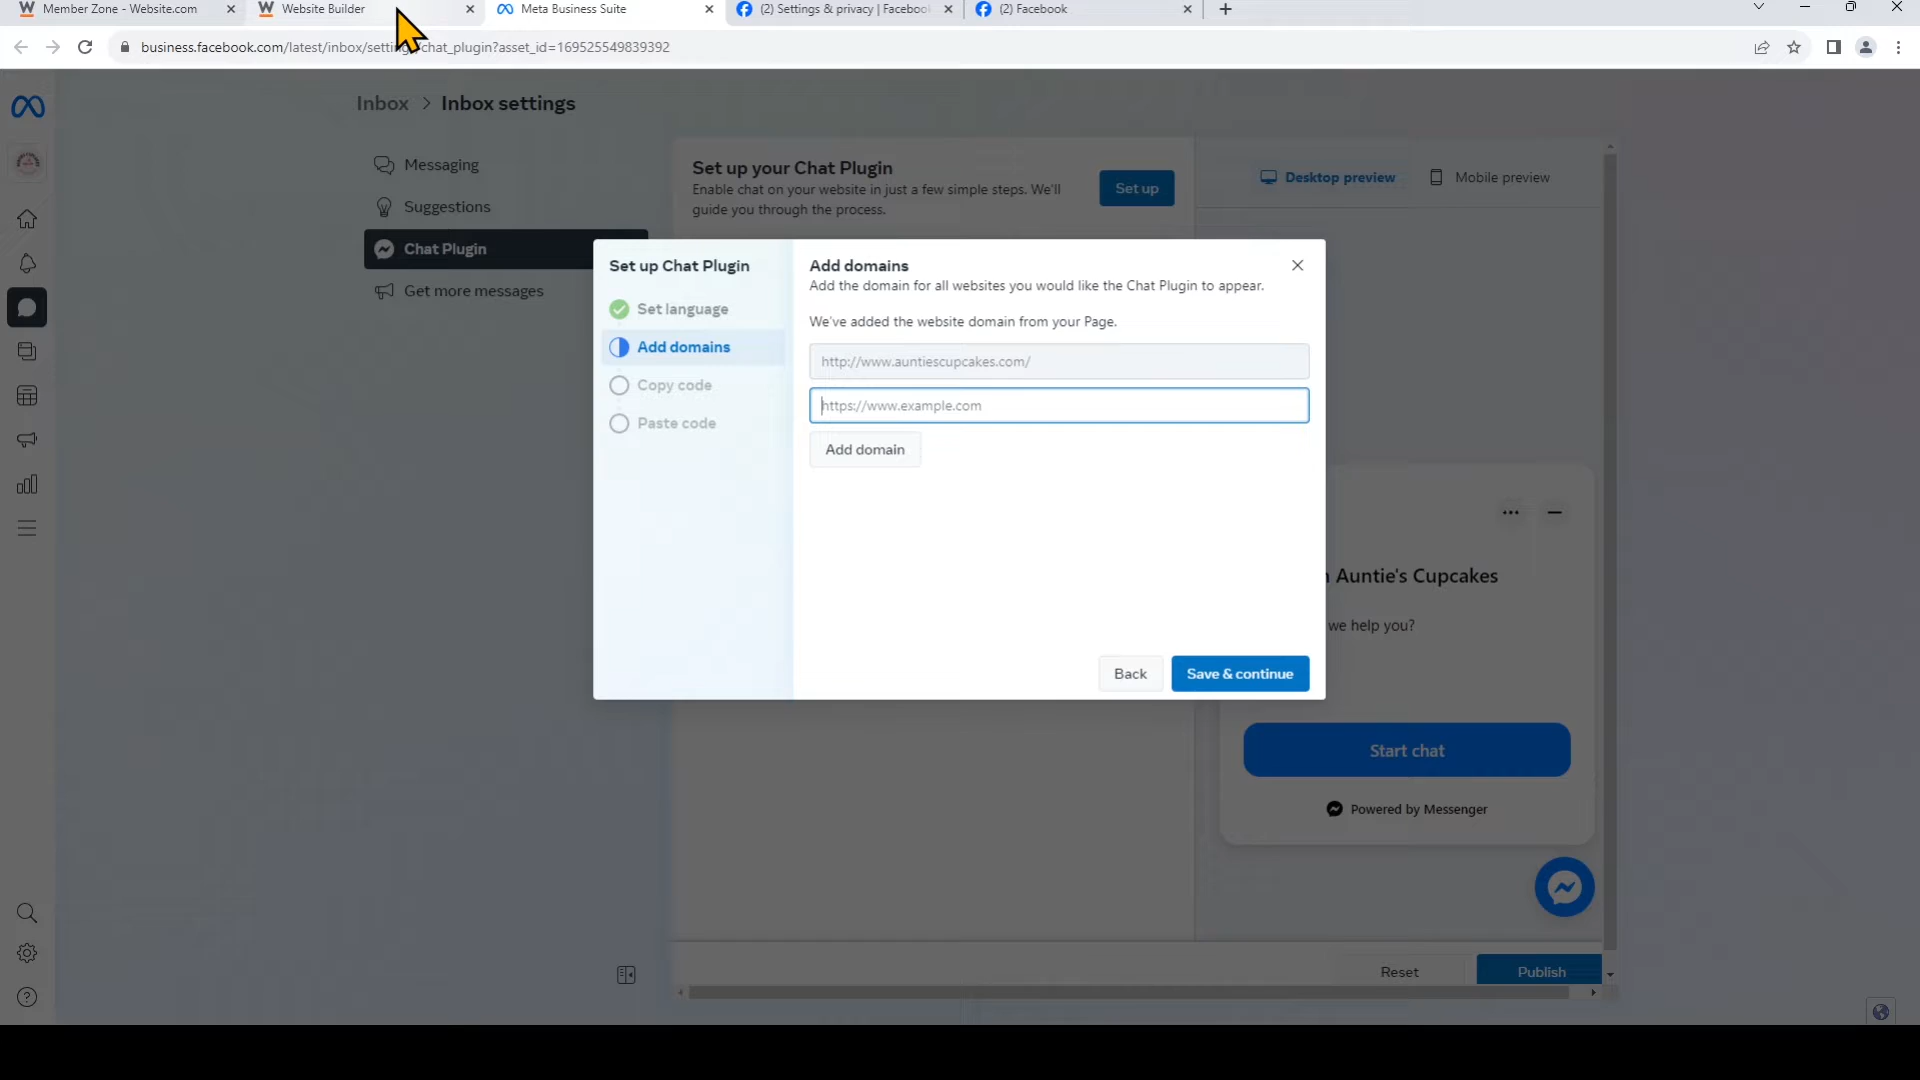 Member Zone - Website.com
Website Builder
Meta Business Suite
(2) Settings & privacy | Facebook
(2) Facebook
business.facebook.com/latest/inbox/settings/chat_plugin?asset_id=169525549839392
Inbox > Inbox settings
Messaging
Suggestions
Chat Plugin
Get more messages
Set up your Chat Plugin
Enable chat on your website in just a few simple steps. We'll
guide you through the process.
Set up
Desktop preview
Mobile preview
Set up Chat Plugin
Set language
Add domains
Copy code
Paste code
Add domains
Add the domain for all websites you would like the Chat Plugin to appear.
We've added the website domain from your Page.
http://www.auntiescupcakes.com/
https://www.example.com
Add domain
Back
Save & continue
Auntie's Cupcakes
we help you?
Start chat
Powered by Messenger
Reset
Publish